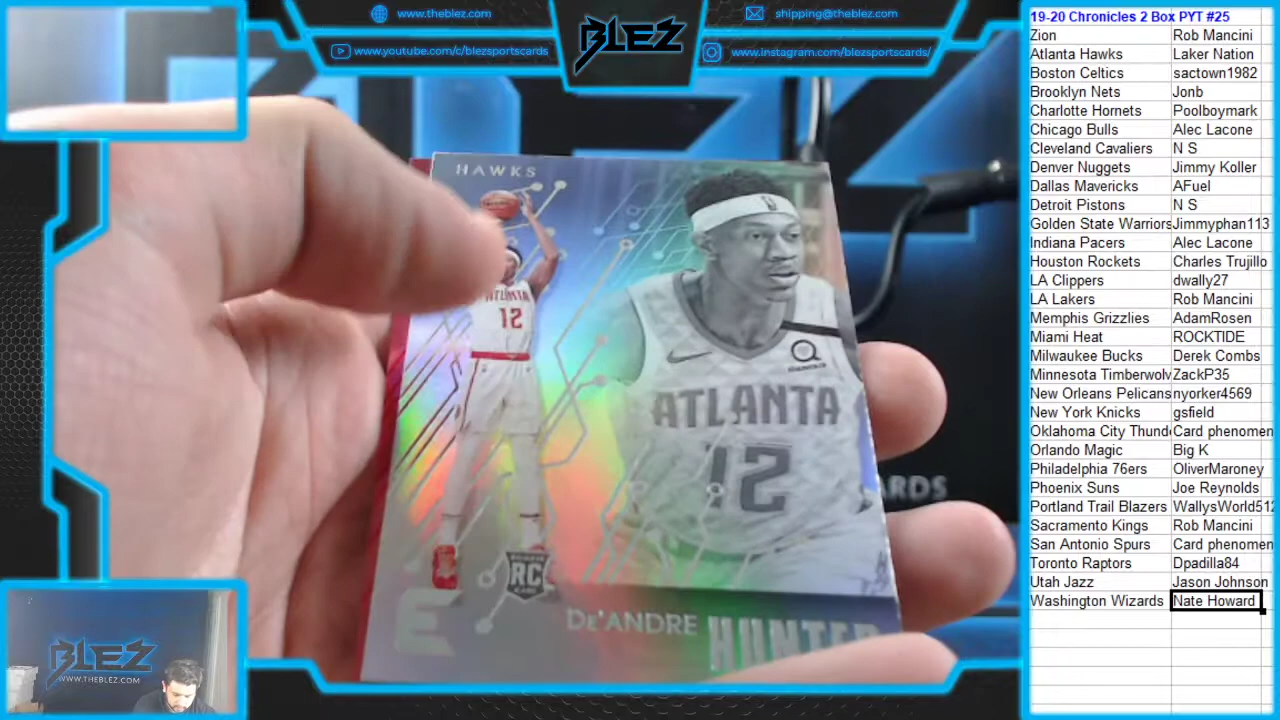 www.theblez.com
shipping@theblez.com
www.youtube.com/c/blezsportscards
www.instagram.com/blezsportscards/
BLEZ
19-20 Chronicles 2 Box PYT #25
Zion Rob Mancini
Atlanta Hawks Laker Nation
Boston Celtics sactown1982
Brooklyn Nets Jonb
Charlotte Hornets Poolboymark
Chicago Bulls Alec Lacone
Cleveland Cavaliers N S
Denver Nuggets Jimmy Koller
Dallas Mavericks AFuel
Detroit Pistons N S
Golden State Warriors Jimmyphan113
Indiana Pacers Alec Lacone
Houston Rockets Charles Trujillo
LA Clippers dwally27
LA Lakers Rob Mancini
Memphis Grizzlies AdamRosen
Miami Heat ROCKTIDE
Milwaukee Bucks Derek Combs
Minnesota Timberwolv ZackP35
New Orleans Pelicans nyorker4569
New York Knicks gsfield
Oklahoma City Thund Card phenomen
Orlando Magic Big K
Philadelphia 76ers OliverMaroney
Phoenix Suns Joe Reynolds
Portland Trail Blazers WallysWorld512
Sacramento Kings Rob Mancini
San Antonio Spurs Card phenomen
Toronto Raptors Dpadilla84
Utah Jazz Jason Johnson
Washington Wizards Nate Howard
HAWKS
ATLANTA
12
ATLANTA
12
RC
E
DE'ANDRE
HUNTER
ARDS
BLEZ
WWW.THEBLEZ.COM